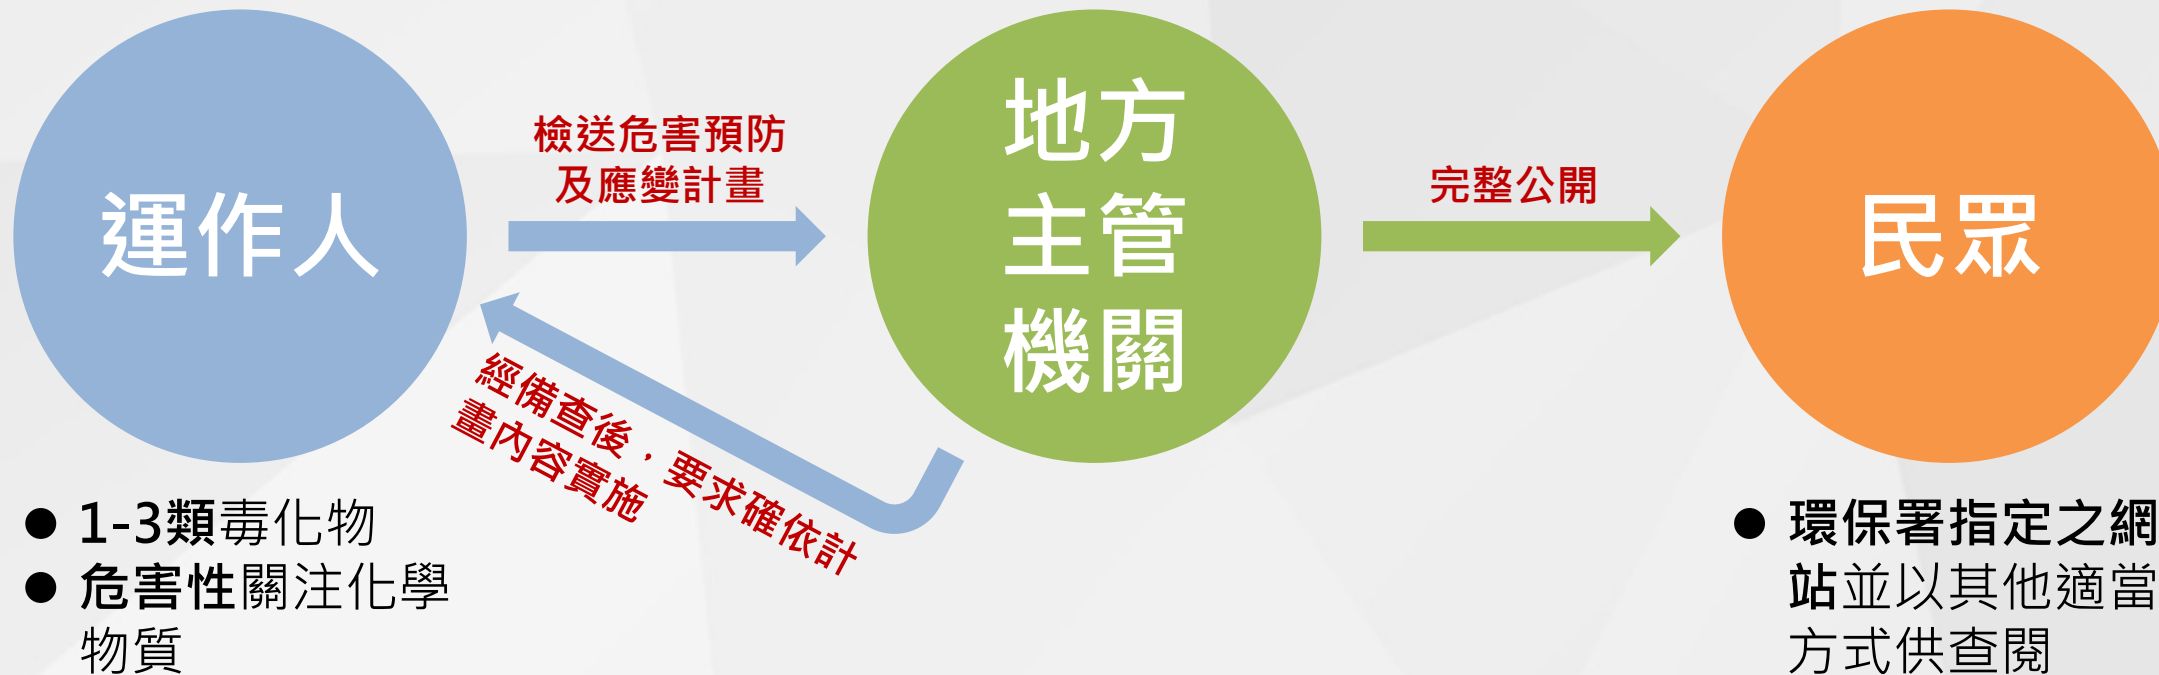 運作人
檢送危害預防
及應變計畫
地方
主管
機關
完整公開
民眾
經備查後，要求確依計
畫內容實施
● 1-3類毒化物
● 危害性關注化學
物質
● 環保署指定之網
站並以其他適當
方式供查閱